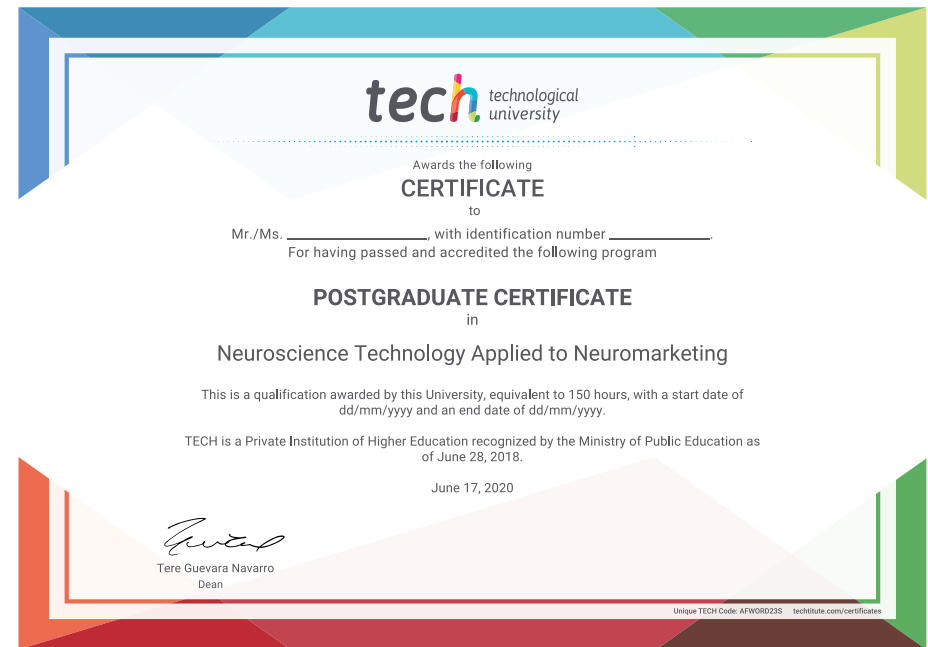 tech technological
university
Awards the following
CERTIFICATE
to
Mr./Ms. __________________, with identification number _____________.
For having passed and accredited the following program
POSTGRADUATE CERTIFICATE
in
Neuroscience Technology Applied to Neuromarketing
This is a qualification awarded by this University, equivalent to 150 hours, with a start date of
dd/mm/yyyy and an end date of dd/mm/yyyy.
TECH is a Private Institution of Higher Education recognized by the Ministry of Public Education as
of June 28, 2018.
June 17, 2020
Tere Guevara Navarro
Dean
Unique TECH Code: AFWORD23S techtitute.com/certificates